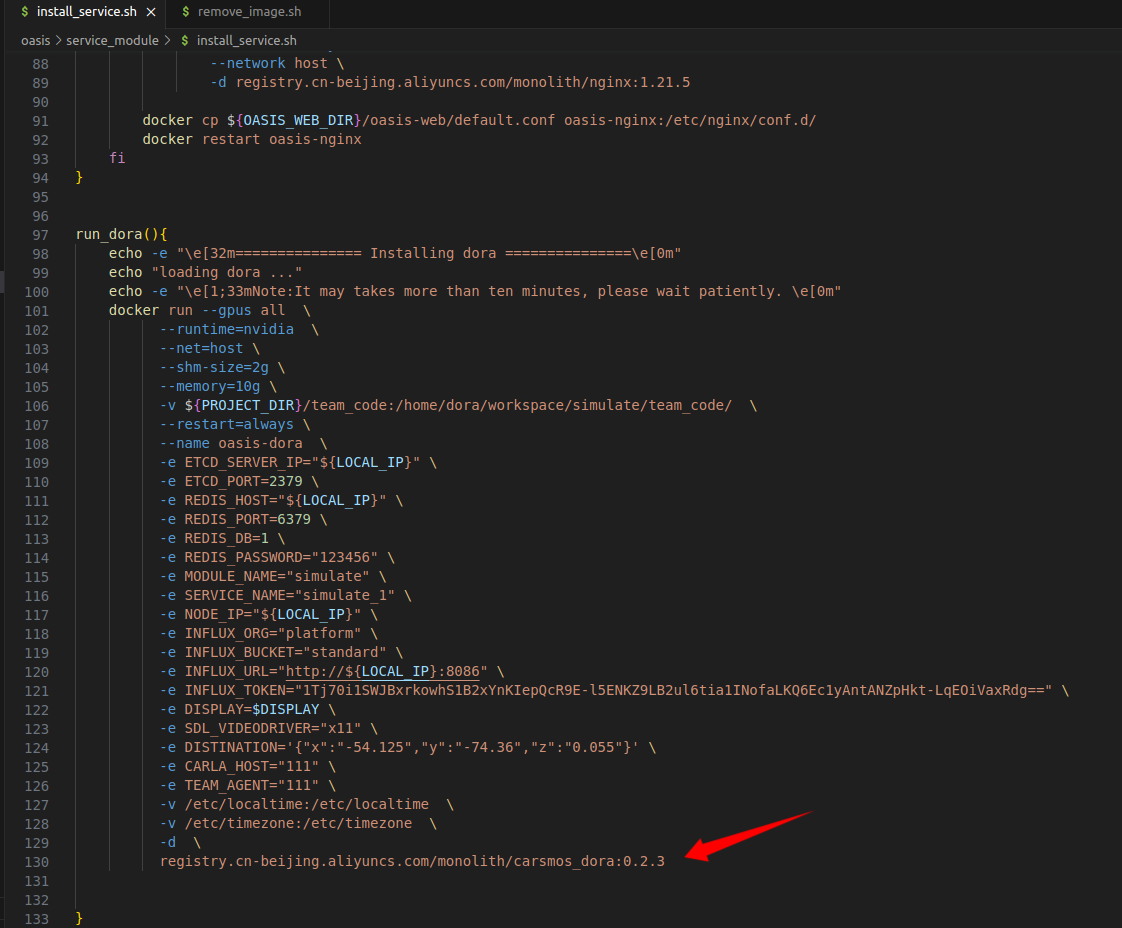 $ install_service.sh × $ remove_image.sh
oasis > service_module > $ install_service.sh
88 --network host \
89 -d registry.cn-beijing.aliyuncs.com/monolith/nginx:1.21.5
90
91 docker cp ${OASIS_WEB_DIR}/oasis-web/default.conf oasis-nginx:/etc/nginx/conf.d/
92 docker restart oasis-nginx
93 fi
94 }
95
96
97 run_dora(){
98 echo -e "\e[32m=============== Installing dora ===============\e[0m"
99 echo "loading dora ..."
100 echo -e "\e[1;33mNote:It may takes more than ten minutes, please wait patiently. \e[0m"
101 docker run --gpus all \
102 --runtime=nvidia \
103 --net=host \
104 --shm-size=2g \
105 --memory=10g \
106 -v ${PROJECT_DIR}/team_code:/home/dora/workspace/simulate/team_code/ \
107 --restart=always \
108 --name oasis-dora \
109 -e ETCD_SERVER_IP="${LOCAL_IP}" \
110 -e ETCD_PORT=2379 \
111 -e REDIS_HOST="${LOCAL_IP}" \
112 -e REDIS_PORT=6379 \
113 -e REDIS_DB=1 \
114 -e REDIS_PASSWORD="123456" \
115 -e MODULE_NAME="simulate" \
116 -e SERVICE_NAME="simulate_1" \
117 -e NODE_IP="${LOCAL_IP}" \
118 -e INFLUX_ORG="platform" \
119 -e INFLUX_BUCKET="standard" \
120 -e INFLUX_URL="http://${LOCAL_IP}:8086" \
121 -e INFLUX_TOKEN="1Tj70i1SWJBxrkowhS1B2xYnKIepQcR9E-l5ENKZ9LB2ul6tia1INofaLKQ6Ec1yAntANZpHkt-LqEOiVaxRdg==" \
122 -e DISPLAY=$DISPLAY \
123 -e SDL_VIDEODRIVER="x11" \
124 -e DISTINATION='{"x":"-54.125","y":"-74.36","z":"0.055"}' \
125 -e CARLA_HOST="111" \
126 -e TEAM_AGENT="111" \
127 -v /etc/localtime:/etc/localtime \
128 -v /etc/timezone:/etc/timezone \
129 -d \
130 registry.cn-beijing.aliyuncs.com/monolith/carsmos_dora:0.2.3
131
132
133 }